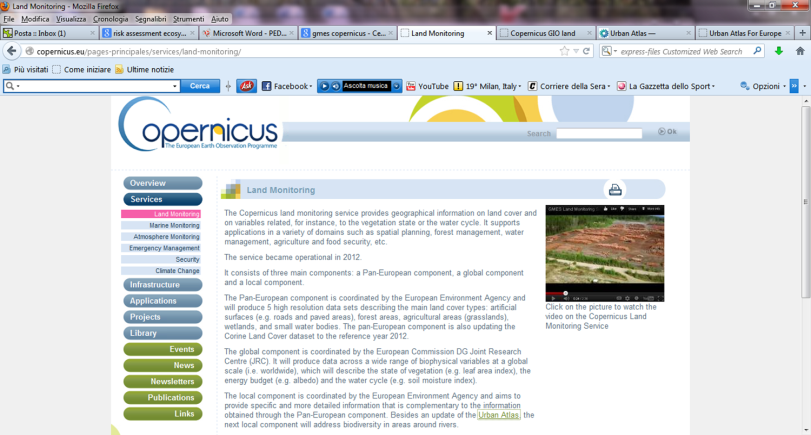 Land Monitoring - Mozilla Firefox
File Modifica Visualizza Cronologia Segnalibri Strumenti Aiuto
Posta :: Inbox (1) risk assessment ecosy... Microsoft Word - PED... gmes copernicus - Ce... Land Monitoring Copernicus GIO land Urban Atlas — Urban Atlas For Europe
copernicus.eu/pages-principales/services/land-monitoring/ express-files Customized Web Search
Più visitati Come iniziare Ultime notizie
Cerca Ask Facebook Ascolta musica YouTube 19° Milan, Italy Corriere della Sera La Gazzetta dello Sport Opzioni
opernicus
The European Earth Observation Programme
Search Ok
Overview
Services
Land Monitoring
Marine Monitoring
Atmosphere Monitoring
Emergency Management
Security
Climate Change
Infrastructure
Applications
Projects
Library
Events
News
Newsletters
Publications
Links
Land Monitoring
The Copernicus land monitoring service provides geographical information on land cover and
on variables related, for instance, to the vegetation state or the water cycle. It supports
applications in a variety of domains such as spatial planning, forest management, water
management, agriculture and food security, etc.
The service became operational in 2012.
It consists of three main components: a Pan-European component, a global component
and a local component.
The Pan-European component is coordinated by the European Environment Agency and
will produce 5 high resolution data sets describing the main land cover types: artificial
surfaces (e.g. roads and paved areas), forest areas, agricultural areas (grasslands),
wetlands, and small water bodies. The pan-European component is also updating the
Corine Land Cover dataset to the reference year 2012.
The global component is coordinated by the European Commission DG Joint Research
Centre (JRC). It will produce data across a wide range of biophysical variables at a global
scale (i.e. worldwide), which will describe the state of vegetation (e.g. leaf area index), the
energy budget (e.g. albedo) and the water cycle (e.g. soil moisture index).
The local component is coordinated by the European Environment Agency and aims to
provide specific and more detailed information that is complementary to the information
obtained through the Pan-European component. Besides an update of the Urban Atlas, the
next local component will address biodiversity in areas around rivers.
GMES Land Monitoring
Click on the picture to watch the
video on the Copernicus Land
Monitoring Service